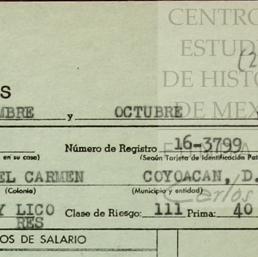 CENTRO
ESTUD
DE HISTO
DE MEX
OS
MBRE y OCTUBRE
Número de Registro 16-3799
en su caso) (Según Tarjeta de Identificación Pat
EL CARMEN COYOACAN, D.
(Colonia) (Municipio y entidad)
Carlos
Y LICO Clase de Riesgo: 111 Prima: 40
RES
OS DE SALARIO